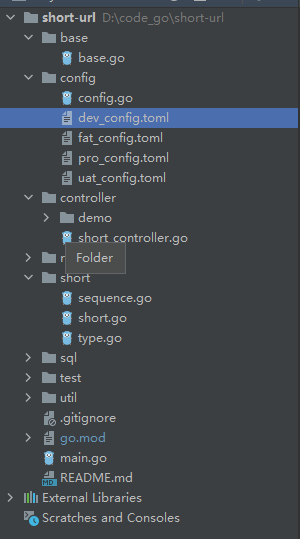 short-url D:\code_go\short-url
base
base.go
config
config.go
dev_config.toml
fat_config.toml
pro_config.toml
uat_config.toml
controller
demo
short_controller.go
Folder
short
sequence.go
short.go
type.go
sql
test
util
.gitignore
go.mod
main.go
MD README.md
External Libraries
Scratches and Consoles